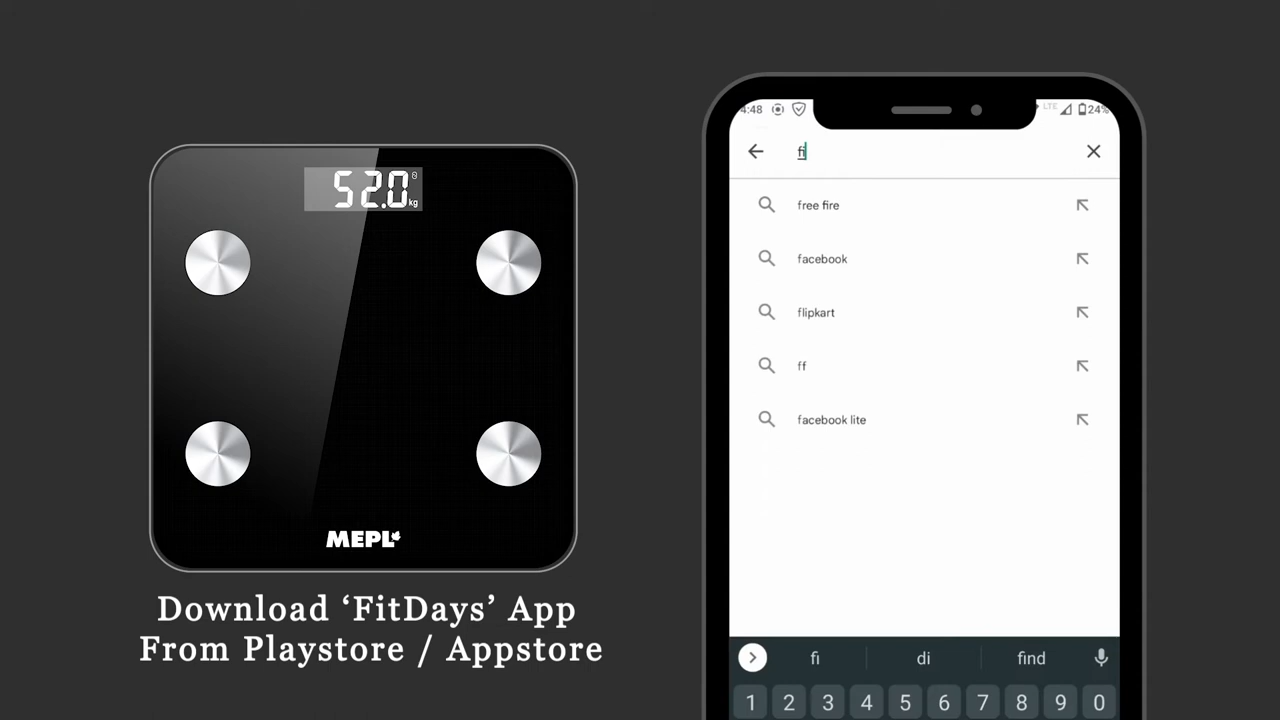 52.0
kg
MEPL
Download ‘FitDays’ App
From Playstore / Appstore
4:48
LTE
24%
fi
free fire
facebook
flipkart
ff
facebook lite
fi di find
1 2 3 4 5 6 7 8 9 0